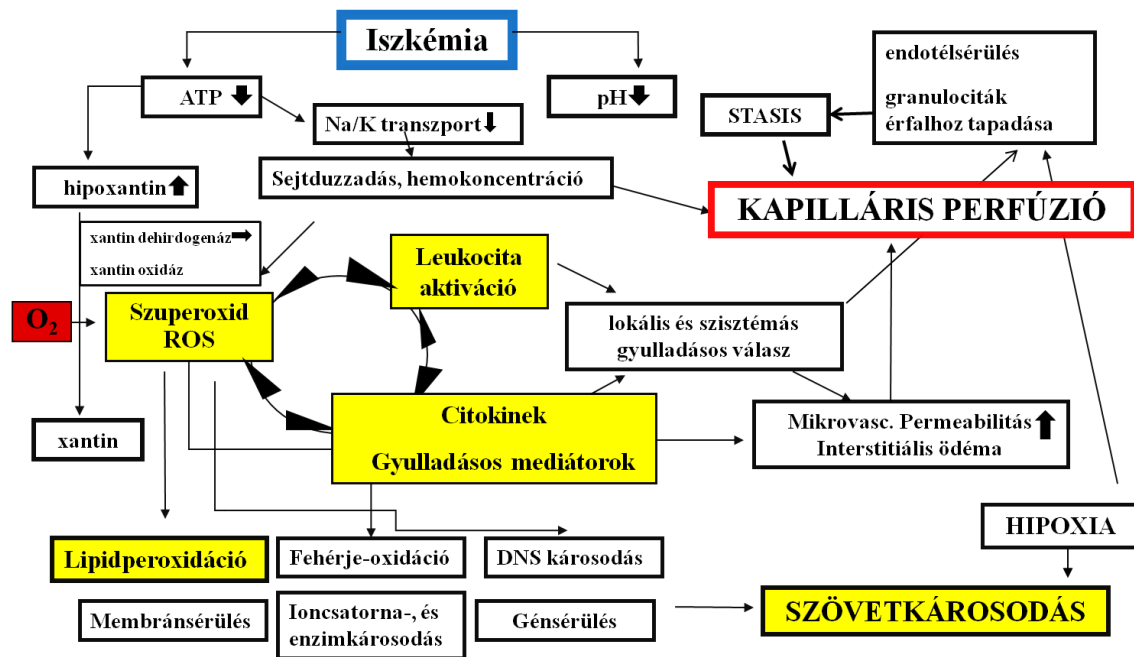 Iszkémia
endotélsérülés
ATP
pH
granulociták
érfalhoz tapadása
STASIS
Na/K transzport
hipoxantin
Sejtduzzadás, hemokoncentráció
KAPILLÁRIS PERFÚZIÓ
xantin dehirdogenáz
xantin oxidáz
Leukocita
aktiváció
O2
Szuperoxid
ROS
lokális és szisztémás
gyulladásos válasz
Citokinek
Gyulladásos mediátorok
xantin
Mikrovasc. Permeabilitás
Interstitiális ödéma
HIPOXIA
Lipidperoxidáció
Fehérje-oxidáció
DNS károsodás
Membránsérülés
Ioncsatorna-, és
enzimkárosodás
Génsérülés
SZÖVETKÁROSODÁS